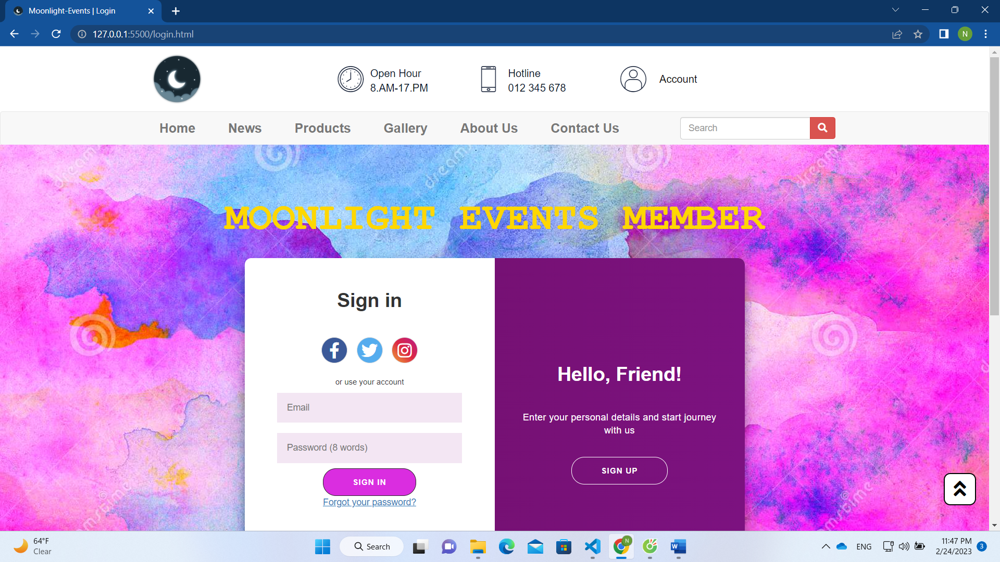 Moonlight-Events | Login
127.0.0.1:5500/login.html
N
Open Hour
8.AM-17.PM
Hotline
012 345 678
Account
Home News Products Gallery About Us Contact Us Search
dreams
dreams
dreams
MOONLIGHT EVENTS MEMBER
Sign in
or use your account
Email
Password (8 words)
SIGN IN
Forgot your password?
Hello, Friend!
Enter your personal details and start journey
with us
SIGN UP
64°F
Clear
Search
N
W
ENG
11:47 PM
2/24/2023
3